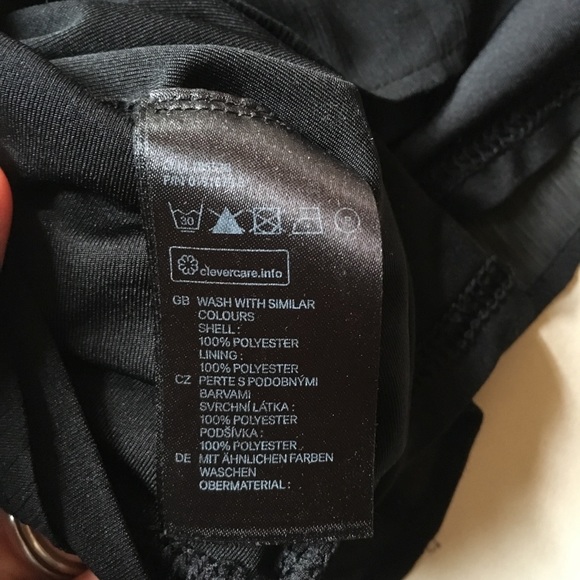 30
clevercare.info
GB WASH WITH SIMILAR
COLOURS
SHELL :
100% POLYESTER
LINING :
100% POLYESTER
CZ PERTE S PODOBNÝMI
BARVAMI
SVRCHNÍ LÁTKA :
100% POLYESTER
PODŠÍVKA :
100% POLYESTER
DE MIT ÄHNLICHEN FARBEN
WASCHEN
OBERMATERIAL :